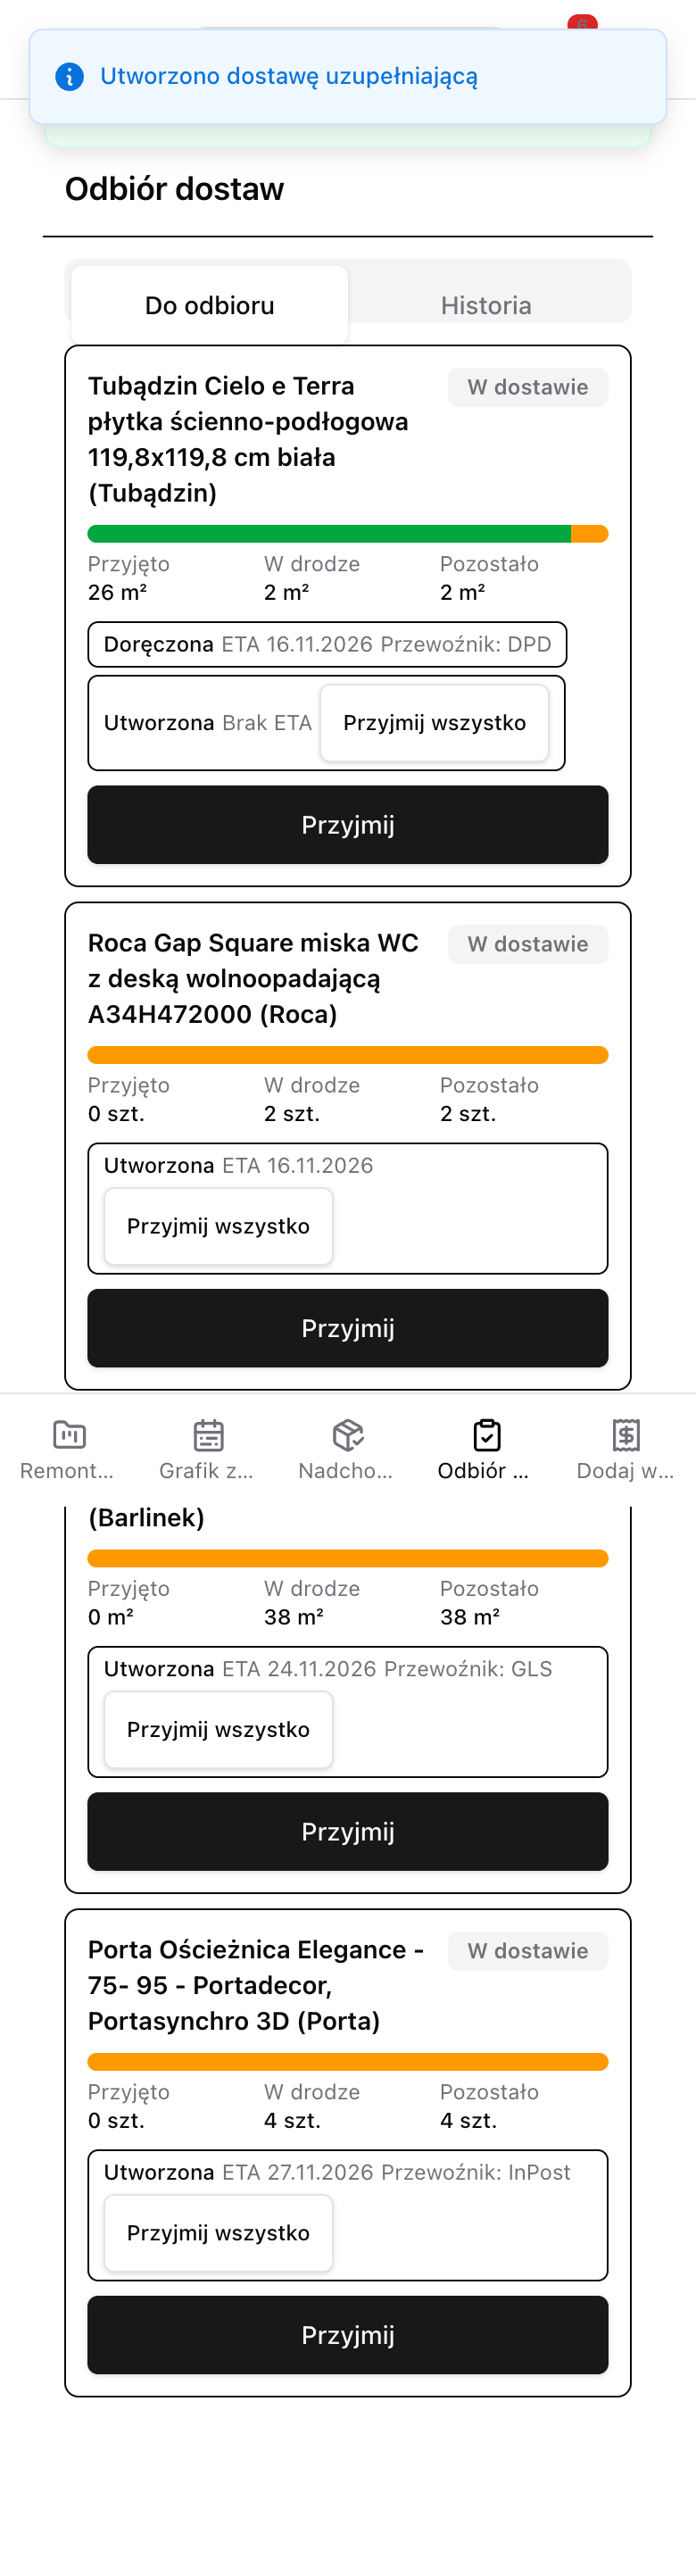 6
Utworzono dostawę uzupełniającą
Odbiór dostaw
Do odbioru
Historia
Tubądzin Cielo e Terra
płytka ścienno-podłogowa
119,8x119,8 cm biała
(Tubądzin)
W dostawie
Przyjęto W drodze Pozostało
26 m² 2 m² 2 m²
Doręczona ETA 16.11.2026 Przewoźnik: DPD
Utworzona Brak ETA Przyjmij wszystko
Przyjmij
Roca Gap Square miska WC
z deską wolnoopadającą
A34H472000 (Roca)
W dostawie
Przyjęto W drodze Pozostało
0 szt. 2 szt. 2 szt.
Utworzona ETA 16.11.2026
Przyjmij wszystko
Przyjmij
Remont... Grafik z... Nadcho... Odbiór ... Dodaj w...
(Barlinek)
Przyjęto W drodze Pozostało
0 m² 38 m² 38 m²
Utworzona ETA 24.11.2026 Przewoźnik: GLS
Przyjmij wszystko
Przyjmij
Porta Ościeżnica Elegance -
75- 95 - Portadecor,
Portasynchro 3D (Porta)
W dostawie
Przyjęto W drodze Pozostało
0 szt. 4 szt. 4 szt.
Utworzona ETA 27.11.2026 Przewoźnik: InPost
Przyjmij wszystko
Przyjmij